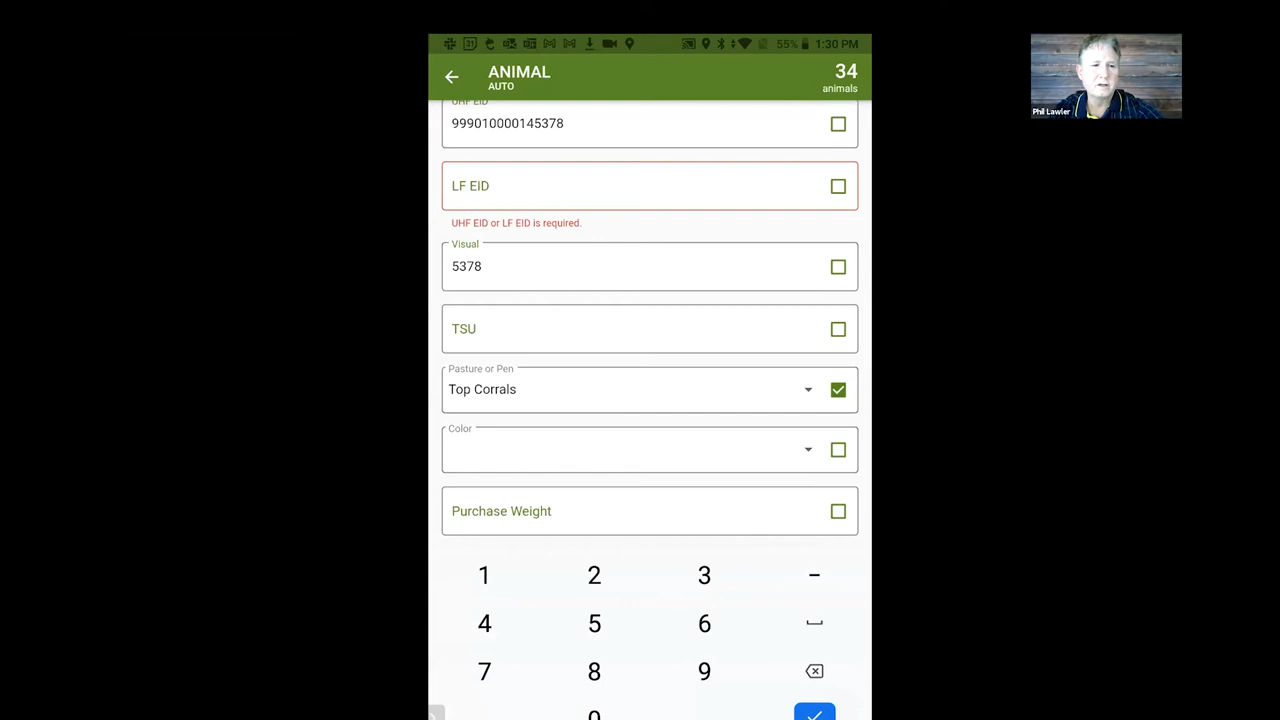 55% 1:30 PM
ANIMAL
AUTO
34
animals
UHF EID
999010000145378
LF EID
UHF EID or LF EID is required.
Visual
5378
TSU
Pasture or Pen
Top Corrals
Color
Purchase Weight
1 2 3 -
4 5 6
7 8 9
0
Phil Lawler